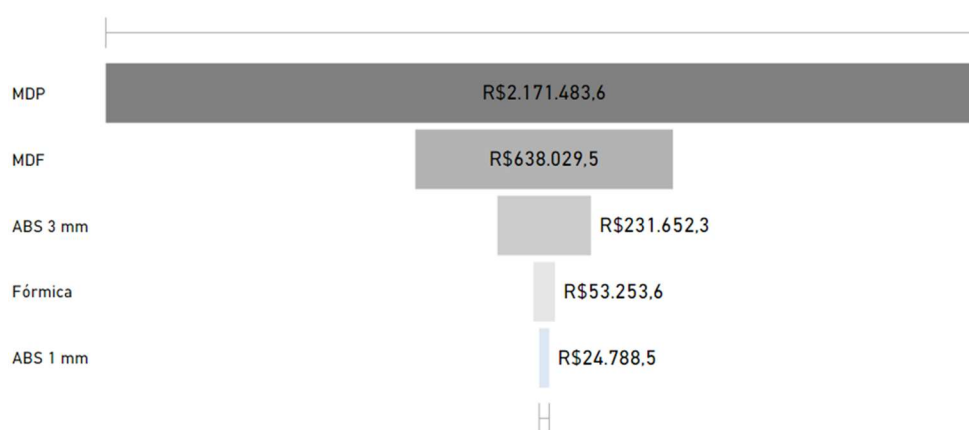 MDP R$2.171.483,6
MDF R$638.029,5
ABS 3 mm R$231.652,3
Fórmica R$53.253,6
ABS 1 mm R$24.788,5